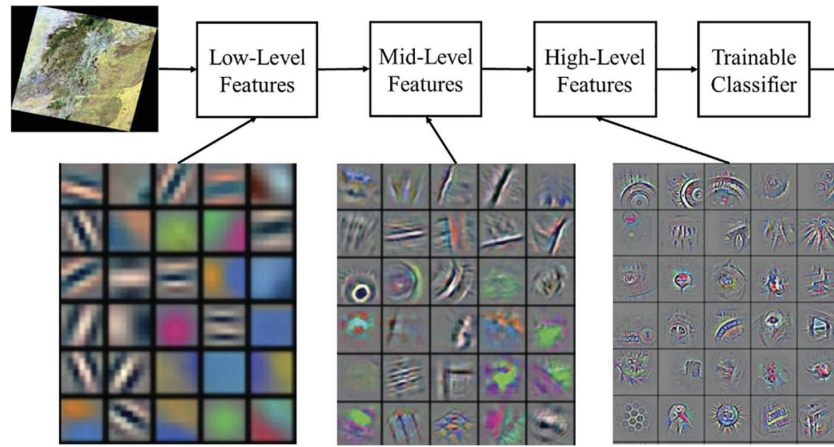 Low-Level
Features
Mid-Level
Features
High-Level
Features
Trainable
Classifier